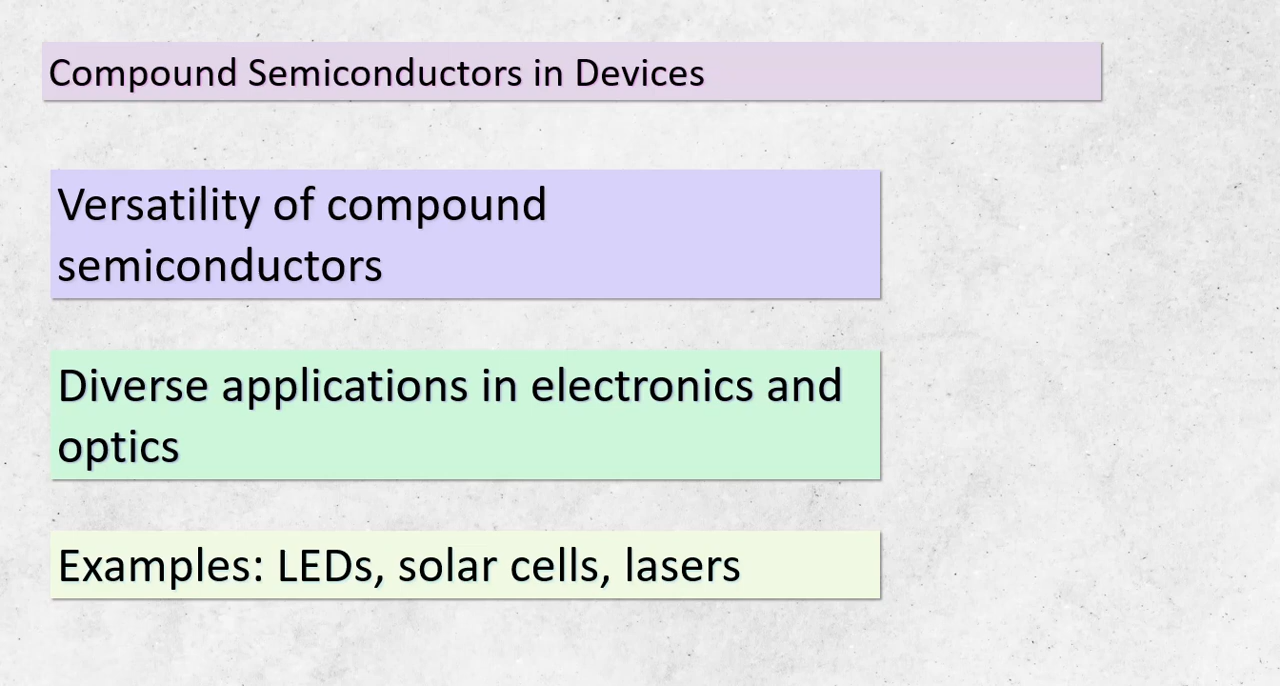 Compound Semiconductors in Devices
Versatility of compound
semiconductors
Diverse applications in electronics and
optics
Examples: LEDs, solar cells, lasers